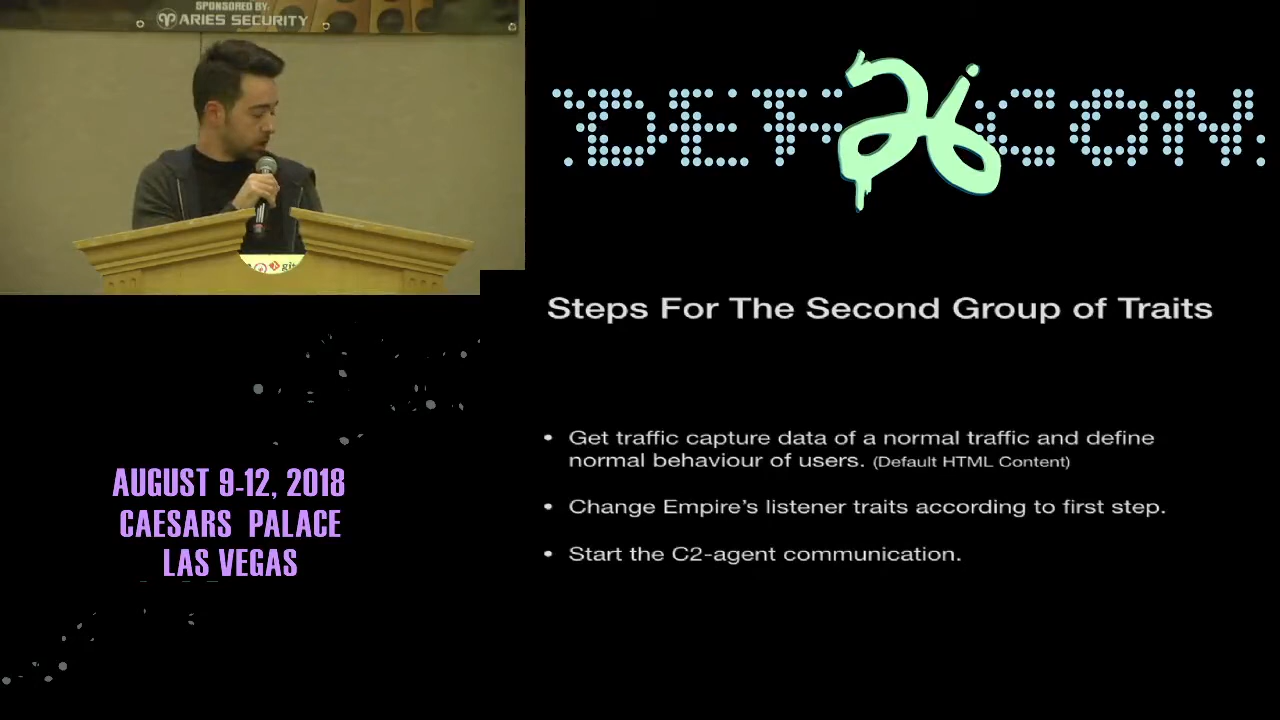 SPONSORED BY:
ARIES SECURITY
DEF 26 CON
Steps For The Second Group of Traits
• Get traffic capture data of a normal traffic and define
normal behaviour of users. (Default HTML Content)
• Change Empire's listener traits according to first step.
• Start the C2-agent communication.
AUGUST 9-12, 2018
CAESARS PALACE
LAS VEGAS